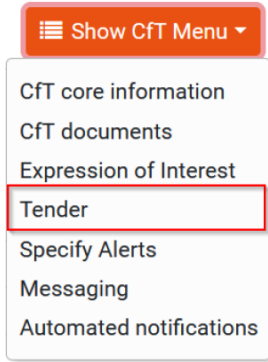 Show CfT Menu
CfT core information
CfT documents
Expression of Interest
Tender
Specify Alerts
Messaging
Automated notifications